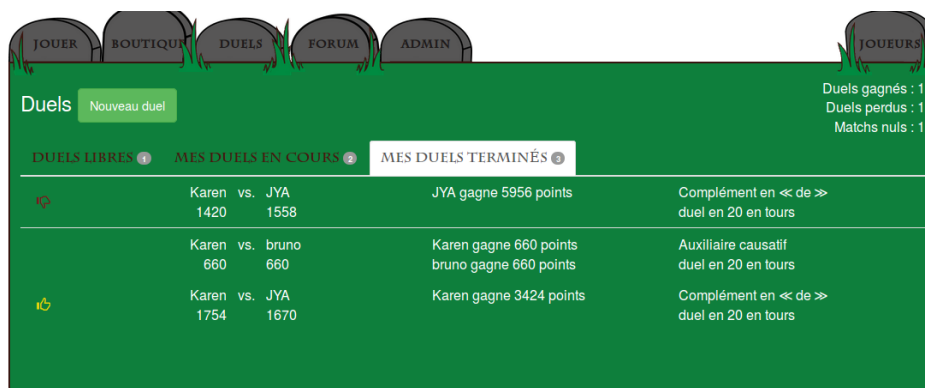 JOUER BOUTIQU DUELS FORUM ADMIN JOUEURS
Duels Nouveau duel
Duels gagnés : 1
Duels perdus : 1
Matchs nuls : 1
DUELS LIBRES 1 MES DUELS EN COURS 2 MES DUELS TERMINÉS 3
Karen vs. JYA JYA gagne 5956 points Complément en ≪ de ≫
1420 1558 duel en 20 en tours
Karen vs. bruno Karen gagne 660 points Auxiliaire causatif
660 660 bruno gagne 660 points duel en 20 en tours
Karen vs. JYA Karen gagne 3424 points Complément en ≪ de ≫
1754 1670 duel en 20 en tours